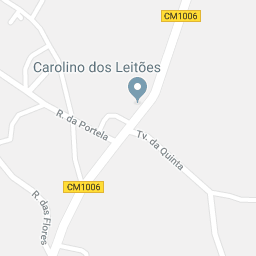 CM1006
Carolino dos Leitões
R. da Portela
Tv. da Quinta
CM1006
R. das Flores